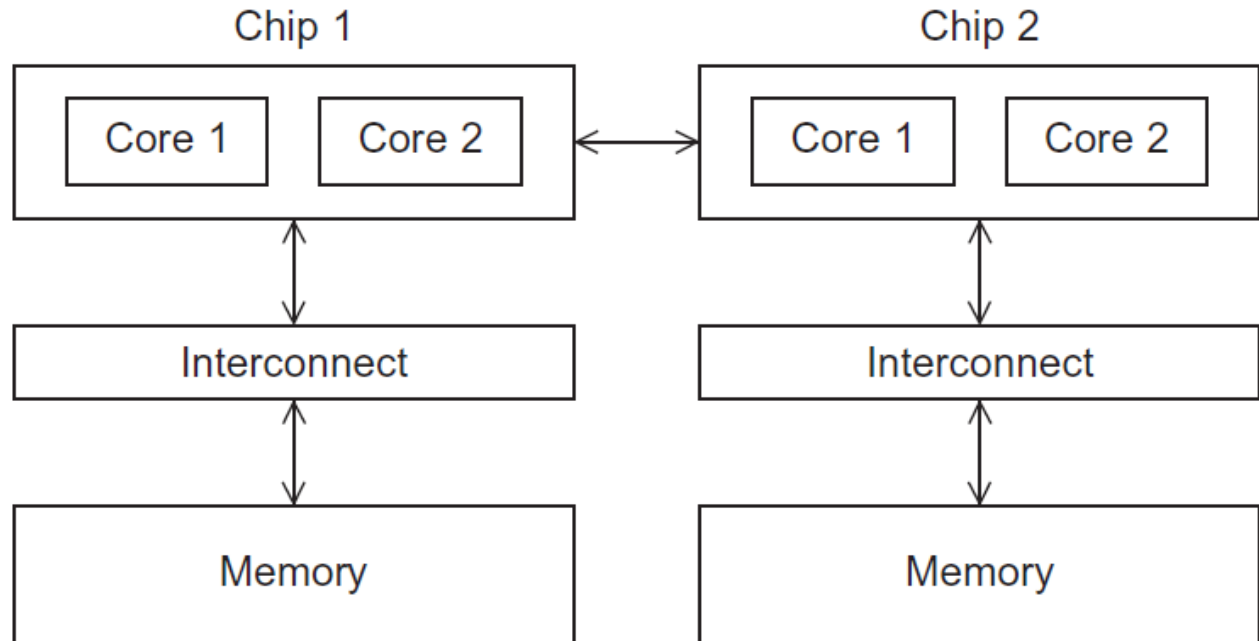 Chip 1
Chip 2
Core 1
Core 2
Core 1
Core 2
Interconnect
Interconnect
Memory
Memory